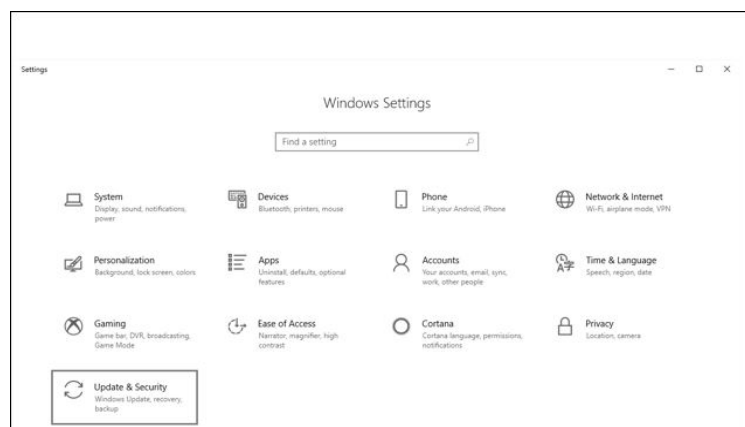 Settings
Windows Settings
Find a setting
System
Display, sound, notifications,
power
Devices
Bluetooth, printers, mouse
Phone
Link your Android, iPhone
Network & Internet
Wi-Fi, airplane mode, VPN
Personalization
Background, lock screen, colors
Apps
Uninstall, defaults, optional
features
Accounts
Your accounts, email, sync,
work, other people
Time & Language
Speech, region, date
Gaming
Game bar, DVR, broadcasting,
Game Mode
Ease of Access
Narrator, magnifier, high
contrast
Cortana
Cortana language, permissions,
notifications
Privacy
Location, camera
Update & Security
Windows Update, recovery,
backup